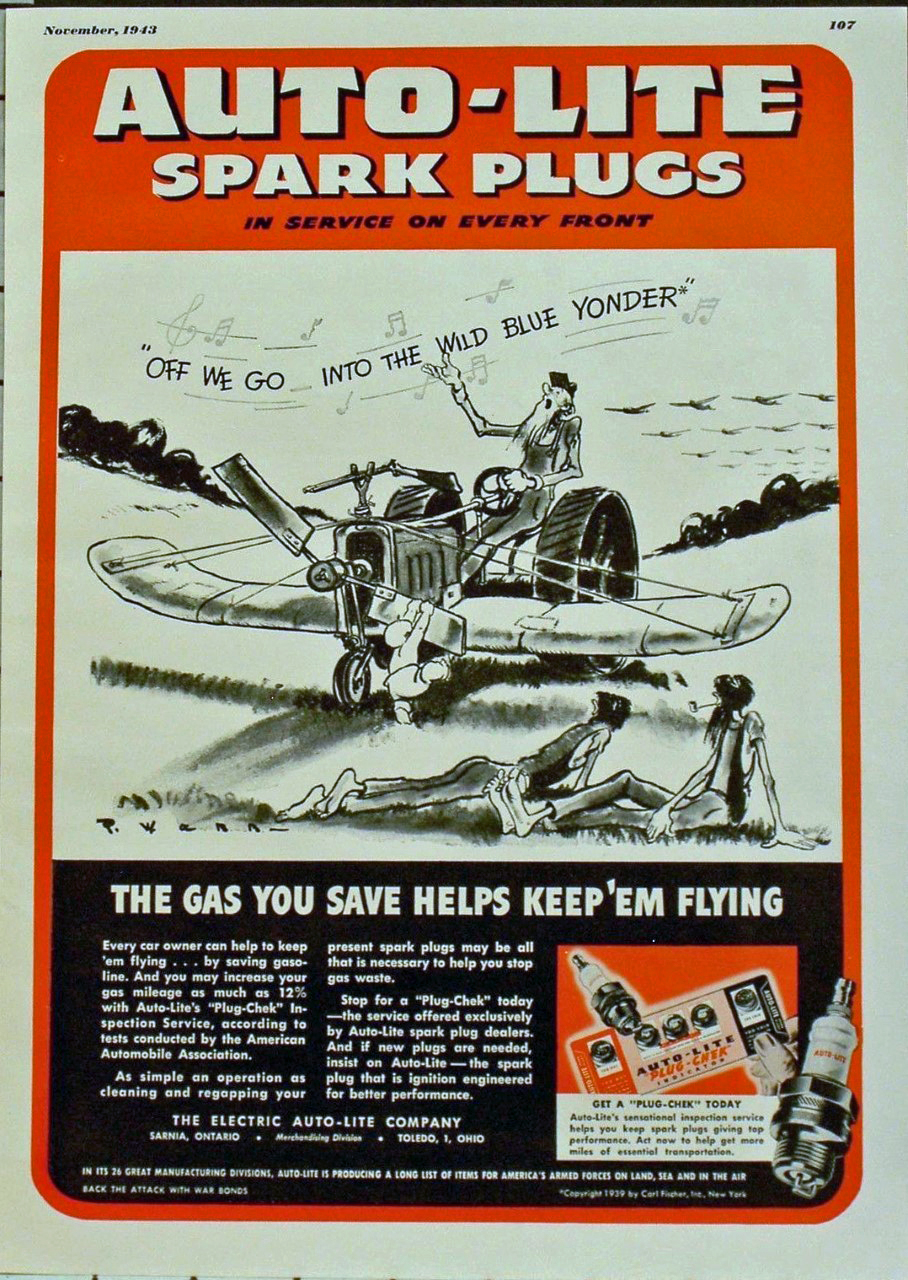 November, 1943
107
AUTO-LITE
SPARK PLUGS
IN SERVICE ON EVERY FRONT
"OFF WE GO INTO THE WILD BLUE YONDER*"
P. Wann
THE GAS YOU SAVE HELPS KEEP 'EM FLYING
Every car owner can help to keep
'em flying . . . by saving gaso-
line. And you may increase your
gas mileage as much as 12%
with Auto-Lite's "Plug-Chek" In-
spection Service, according to
tests conducted by the American
Automobile Association.
As simple an operation as
cleaning and regapping your
present spark plugs may be all
that is necessary to help you stop
gas waste.
Stop for a "Plug-Chek" today
—the service offered exclusively
by Auto-Lite spark plug dealers.
And if new plugs are needed,
insist on Auto-Lite — the spark
plug that is ignition engineered
for better performance.
THE ELECTRIC AUTO-LITE COMPANY
SARNIA, ONTARIO • Merchandising Division • TOLEDO, 1, OHIO
AUTO-LITE
"PLUG-CHEK"
INDICATOR
AUTO-LITE
GET A "PLUG-CHEK" TODAY
Auto-Lite's sensational inspection service
helps you keep spark plugs giving top
performance. Act now to help get more
miles of essential transportation.
IN ITS 26 GREAT MANUFACTURING DIVISIONS, AUTO-LITE IS PRODUCING A LONG LIST OF ITEMS FOR AMERICA'S ARMED FORCES ON LAND, SEA AND IN THE AIR
BACK THE ATTACK WITH WAR BONDS
*Copyright 1939 by Carl Fischer, Inc., New York